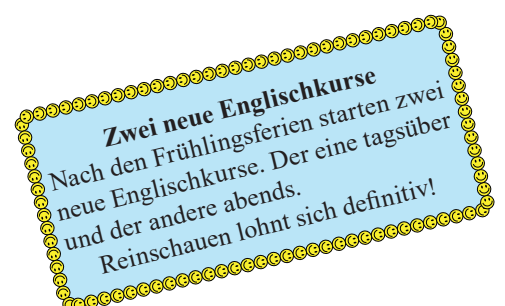 Zwei neue Englischkurse
Nach den Frühlingsferien starten zwei
neue Englischkurse. Der eine tagsüber
und der andere abends.
Reinschauen lohnt sich definitiv!